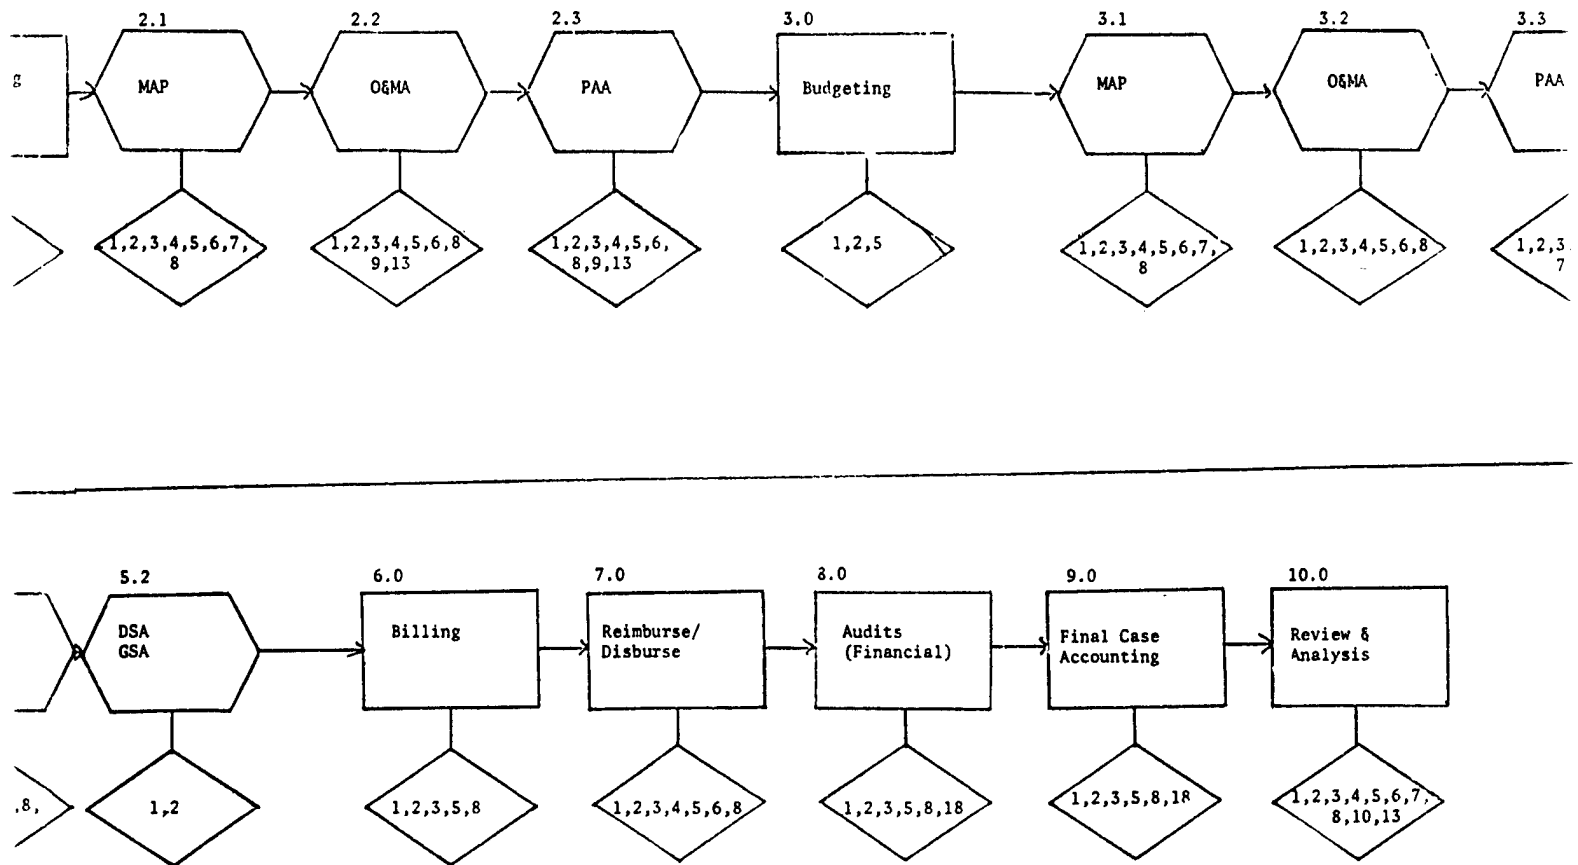 2.1
2.2
2.3
3.0
3.1
3.2
3.3
g
MAP
O&MA
PAA
Budgeting
MAP
O&MA
PAA
1,2,3,4,5,6,7,
8
1,2,3,4,5,6,8
9,13
1,2,3,4,5,6,
8,9,13
1,2,5
1,2,3,4,5,6,7,
8
1,2,3,4,5,6,8
1,2,3
7
5.2
6.0
7.0
8.0
9.0
10.0
DSA
GSA
Billing
Reimburse/
Disburse
Audits
(Financial)
Final Case
Accounting
Review &
Analysis
,8,
1,2
1,2,3,5,8
1,2,3,4,5,6,8
1,2,3,5,8,18
1,2,3,5,8,18
1,2,3,4,5,6,7,
8,10,13